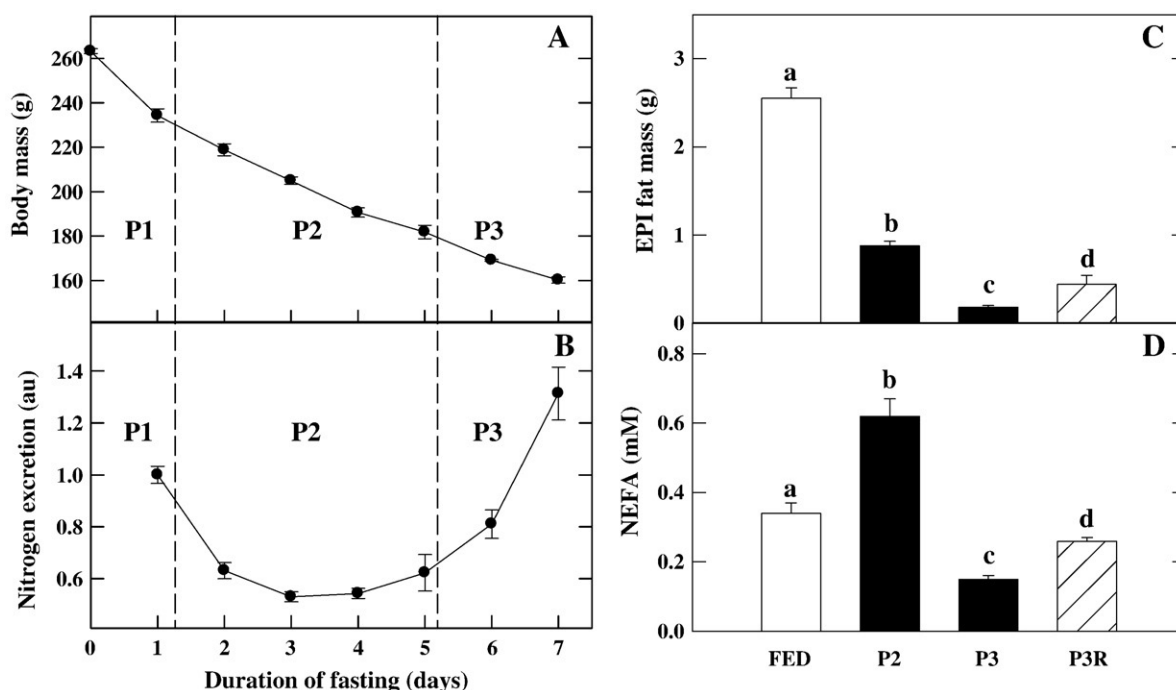 A
Body mass (g)
260
240
220
200
180
160
P1
P2
P3
B
Nitrogen excretion (au)
1.4
1.2
1.0
0.8
0.6
P1
P2
P3
0 1 2 3 4 5 6 7
Duration of fasting (days)
C
EPI fat mass (g)
3
2
1
0
a
b
c
d
D
NEFA (mM)
0.8
0.6
0.4
0.2
0.0
a
b
c
d
FED P2 P3 P3R